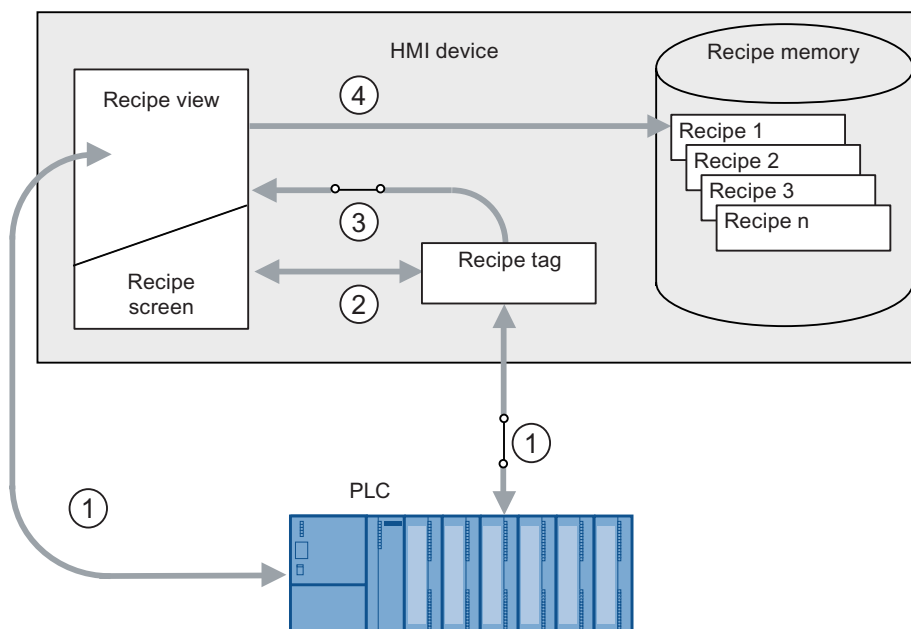 HMI device
Recipe memory
Recipe view
4
Recipe 1
Recipe 2
Recipe 3
Recipe n
3
Recipe tag
Recipe
screen
2
1
PLC
1